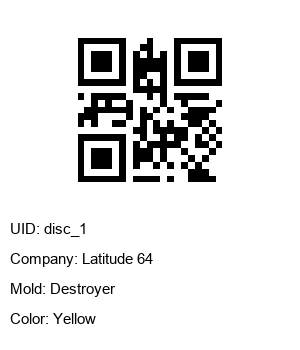 UID: disc_1
Company: Latitude 64
Mold: Destroyer
Color: Yellow